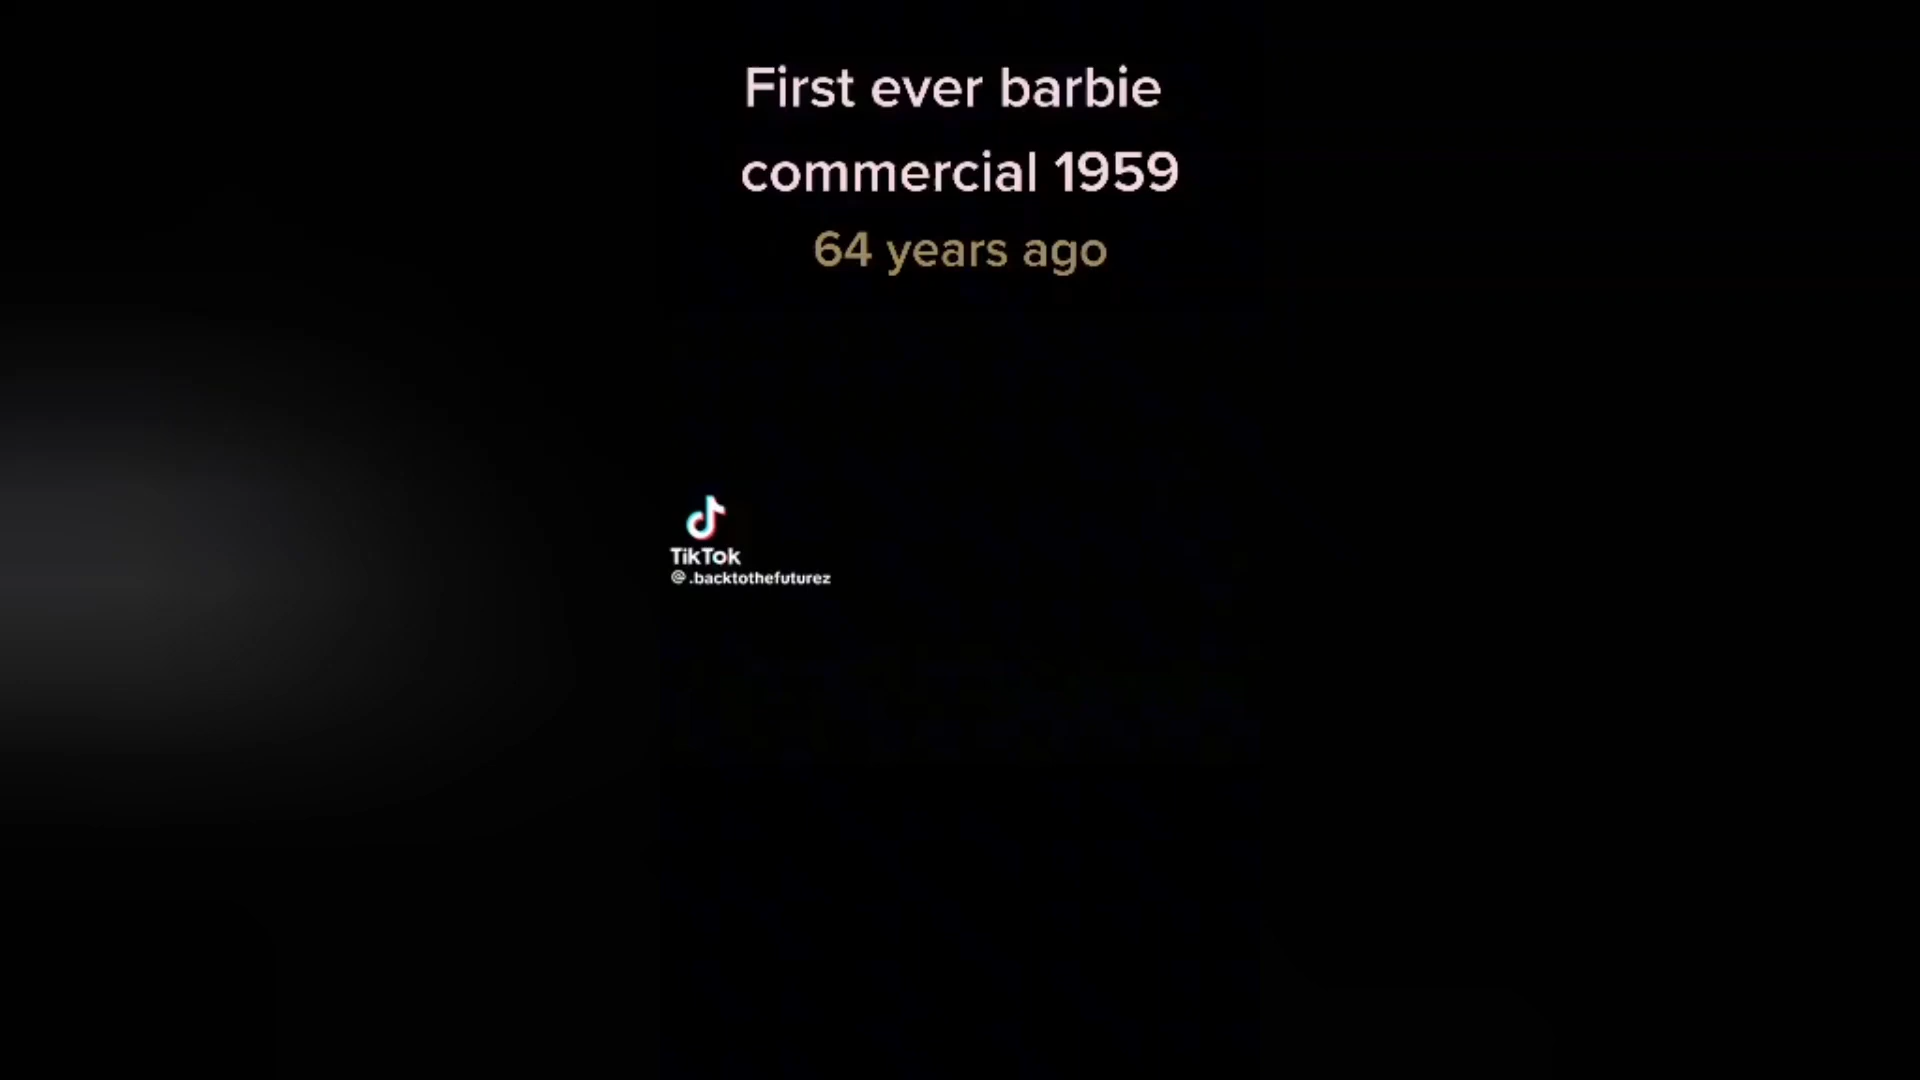 First ever barbie
commercial 1959
64 years ago
TikTok
@.backtothefuturez